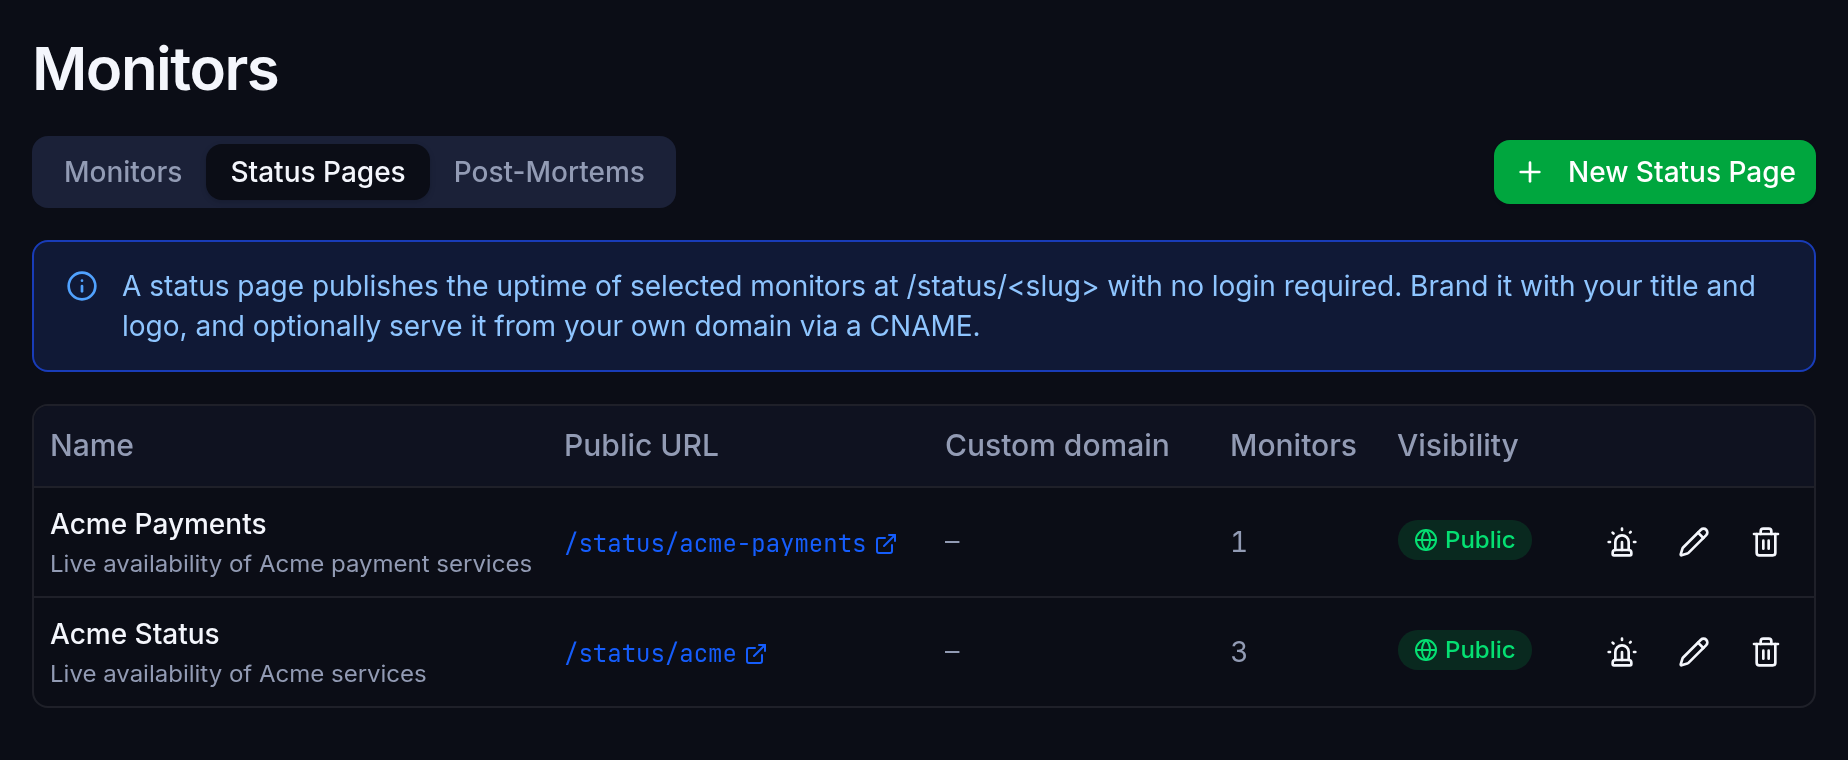 Monitors
Monitors Status Pages Post-Mortems
New Status Page
A status page publishes the uptime of selected monitors at /status/<slug> with no login required. Brand it with your title and
logo, and optionally serve it from your own domain via a CNAME.
Name Public URL Custom domain Monitors Visibility
Acme Payments
Live availability of Acme payment services
/status/acme-payments – 1 Public
Acme Status
Live availability of Acme services
/status/acme – 3 Public